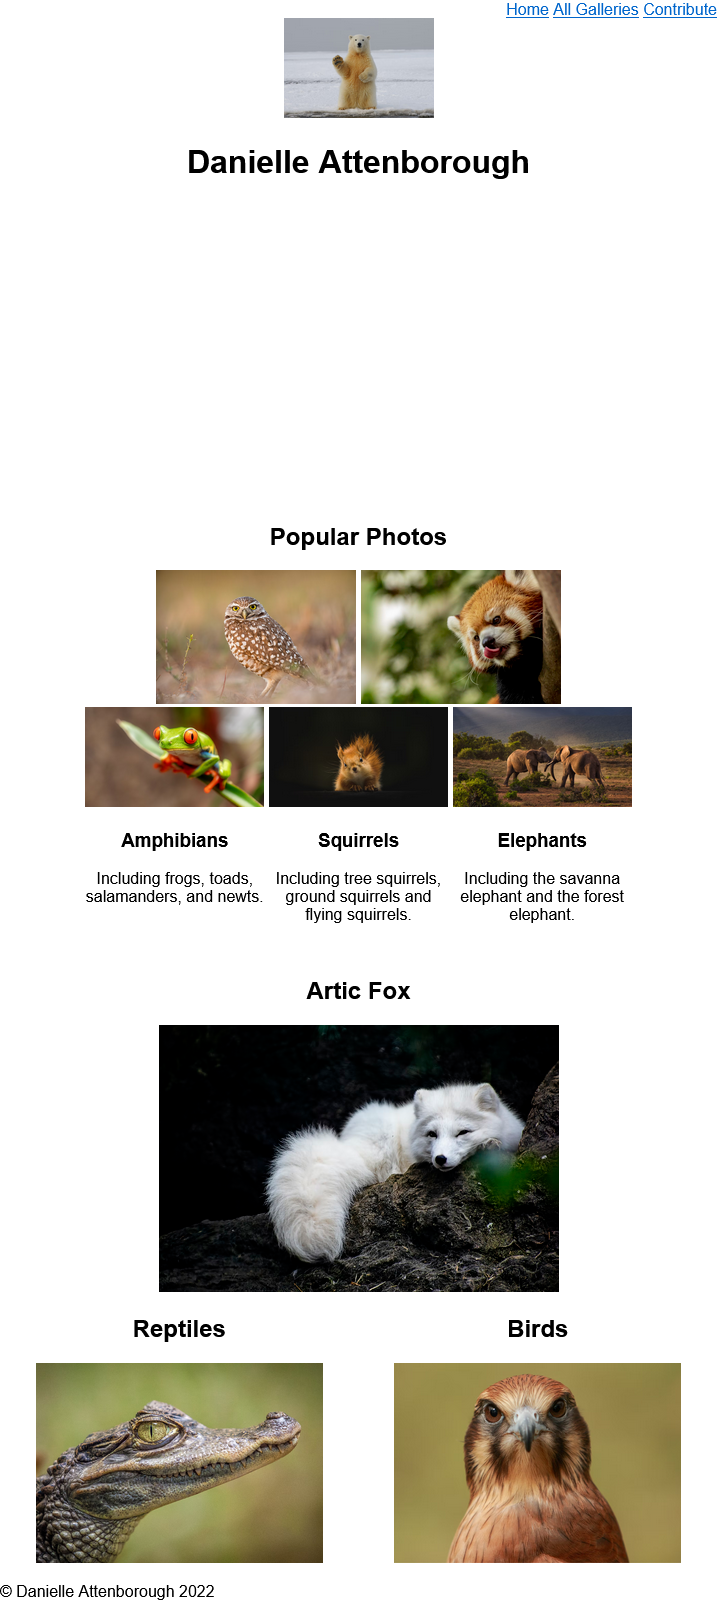 Home All Galleries Contribute
Danielle Attenborough
Popular Photos
Amphibians
Including frogs, toads,
salamanders, and newts.
Squirrels
Including tree squirrels,
ground squirrels and
flying squirrels.
Elephants
Including the savanna
elephant and the forest
elephant.
Artic Fox
Reptiles
Birds
© Danielle Attenborough 2022